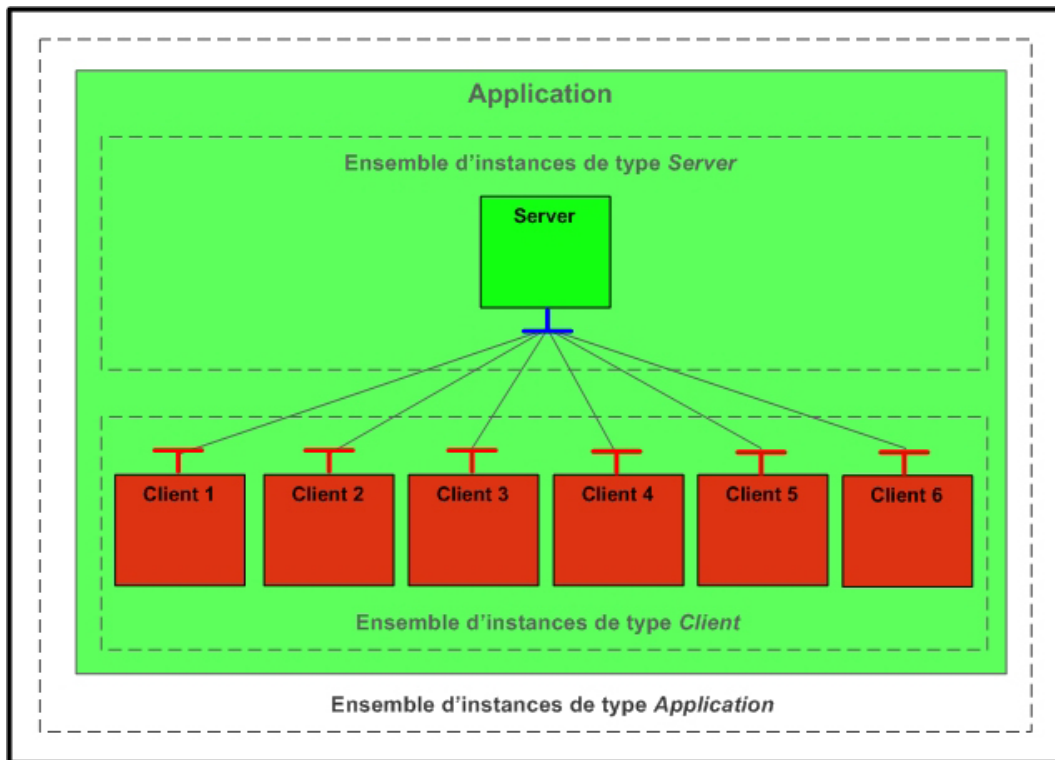 Application
Ensemble d'instances de type Server
Server
Client 1
Client 2
Client 3
Client 4
Client 5
Client 6
Ensemble d'instances de type Client
Ensemble d'instances de type Application